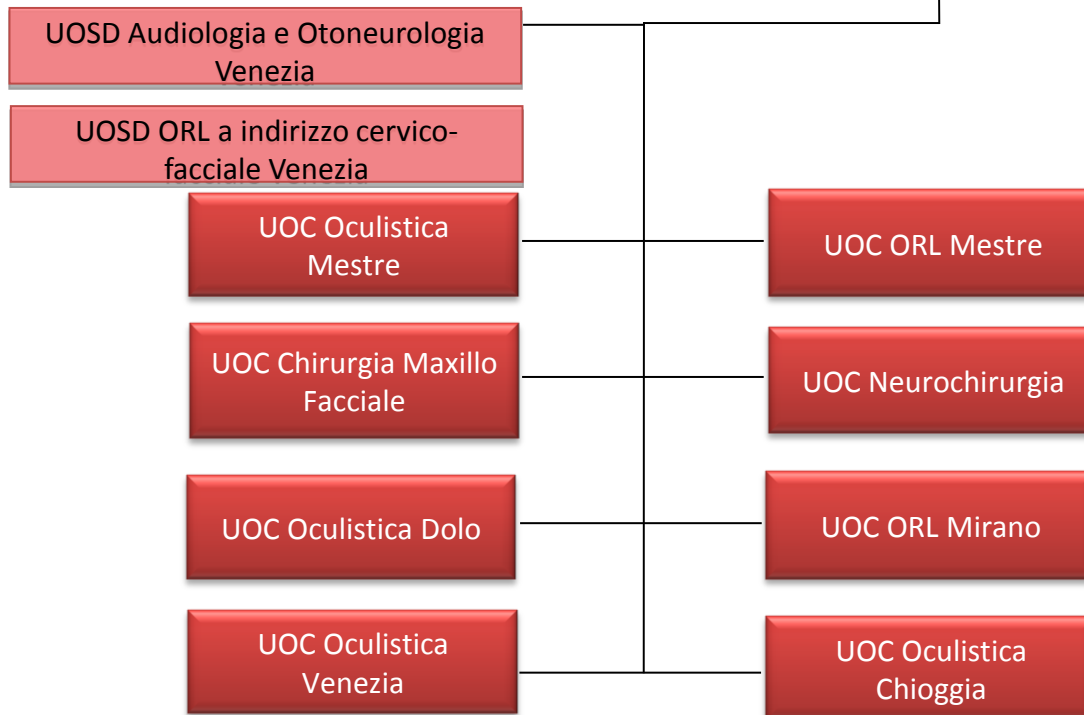 UOSD Audiologia e Otoneurologia
Venezia
UOSD ORL a indirizzo cervico-
facciale Venezia
UOC Oculistica
Mestre
UOC ORL Mestre
UOC Chirurgia Maxillo
Facciale
UOC Neurochirurgia
UOC Oculistica Dolo
UOC ORL Mirano
UOC Oculistica
Venezia
UOC Oculistica
Chioggia